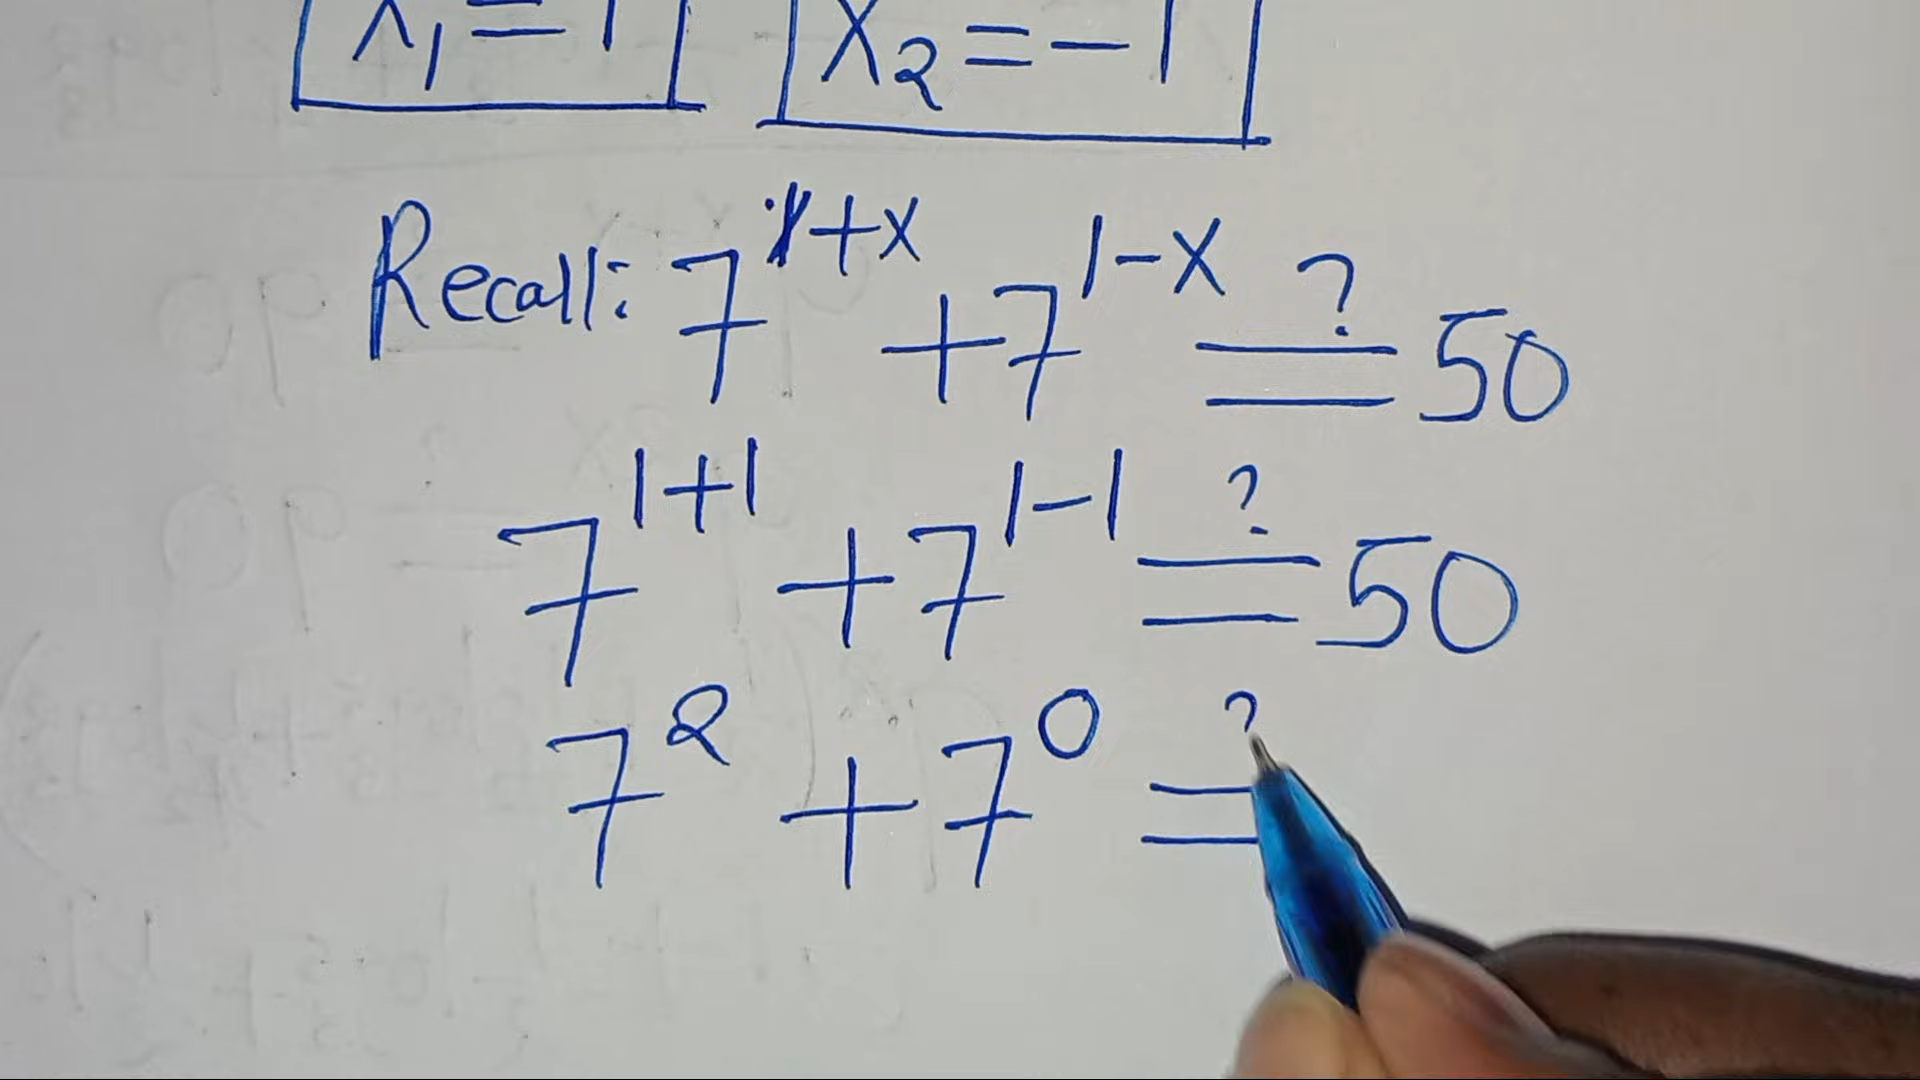 x₁ = 1   x₂ = -1
Recall: 7^(1+x) + 7^(1-x) =? 50
7^(1+1) + 7^(1-1) =? 50
7^2 + 7^0 =?